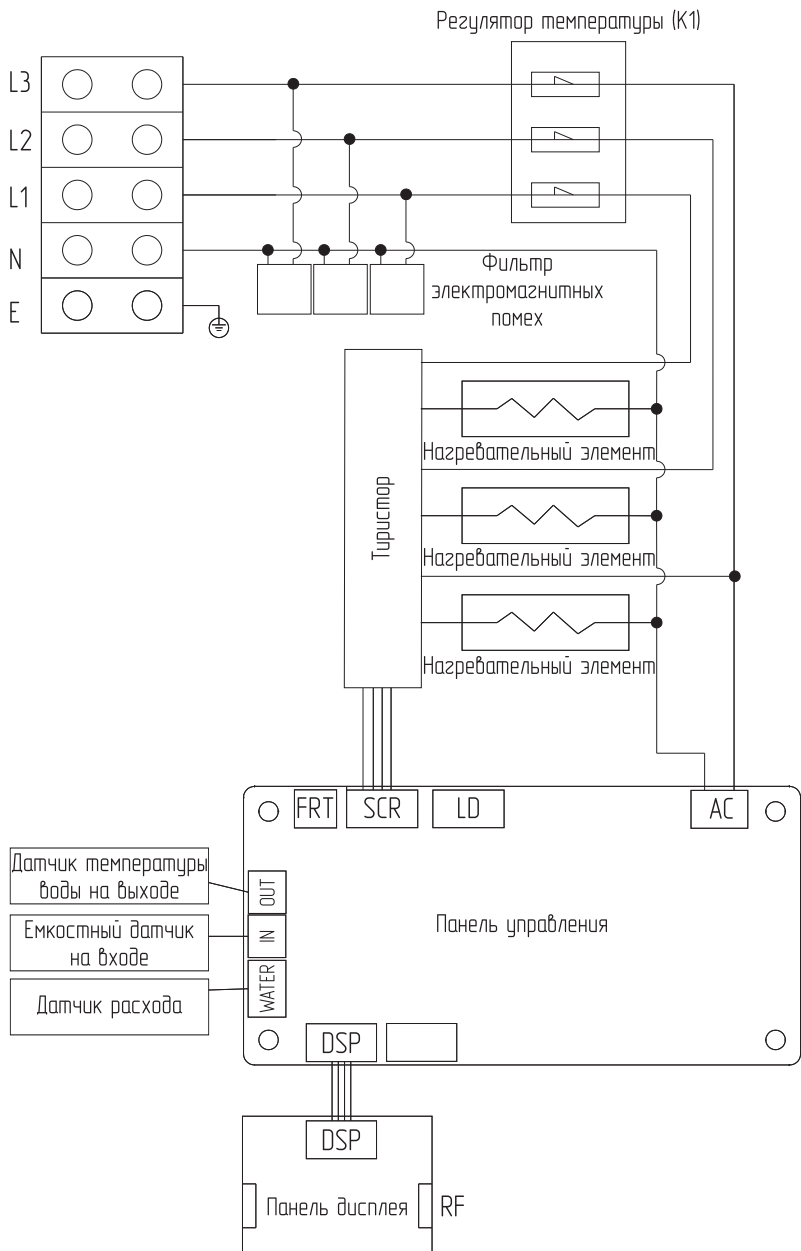 Регулятор температуры (К1)
L3
L2
L1
N
E
Фильтр
электромагнитных
помех
Тиристор
Нагревательный элемент
Нагревательный элемент
Нагревательный элемент
FRT
SCR
LD
AC
Датчик температуры
воды на выходе
OUT
Емкостный датчик
на входе
IN
Панель управления
Датчик расхода
WATER
DSP
DSP
Панель дисплея
RF